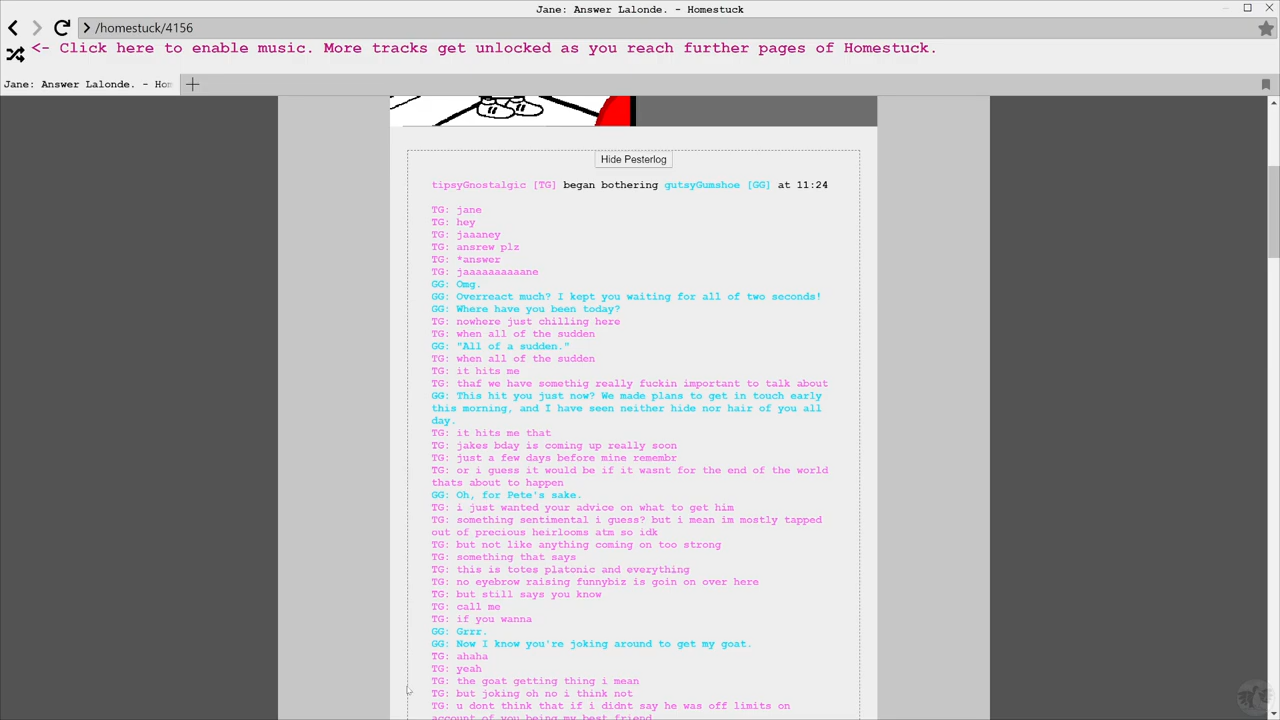 Jane: Answer Lalonde. - Homestuck
/homestuck/4156
<- Click here to enable music. More tracks get unlocked as you reach further pages of Homestuck.
Jane: Answer Lalonde. - Hom
Hide Pesterlog
tipsyGnostalgic [TG] began bothering gutsyGumshoe [GG] at 11:24
TG: jane
TG: hey
TG: jaaaney
TG: ansrew plz
TG: *answer
TG: jaaaaaaaaaane
GG: Omg.
GG: Overreact much? I kept you waiting for all of two seconds!
GG: Where have you been today?
TG: nowhere just chilling here
TG: when all of the sudden
GG: "All of a sudden."
TG: when all of the sudden
TG: it hits me
TG: thaf we have somethig really fuckin important to talk about
GG: This hit you just now? We made plans to get in touch early
this morning, and I have seen neither hide nor hair of you all
day.
TG: it hits me that
TG: jakes bday is coming up really soon
TG: just a few days before mine remembr
TG: or i guess it would be if it wasnt for the end of the world
thats about to happen
GG: Oh, for Pete's sake.
TG: i just wanted your advice on what to get him
TG: something sentimental i guess? but i mean im mostly tapped
out of precious heirlooms atm so idk
TG: but not like anything coming on too strong
TG: something that says
TG: this is totes platonic and everything
TG: no eyebrow raising funnybiz is goin on over here
TG: but still says you know
TG: call me
TG: if you wanna
GG: Grrr.
GG: Now I know you're joking around to get my goat.
TG: ahaha
TG: yeah
TG: the goat getting thing i mean
TG: but joking oh no i think not
TG: u dont think that if i didnt say he was off limits on
account of you being my best friend